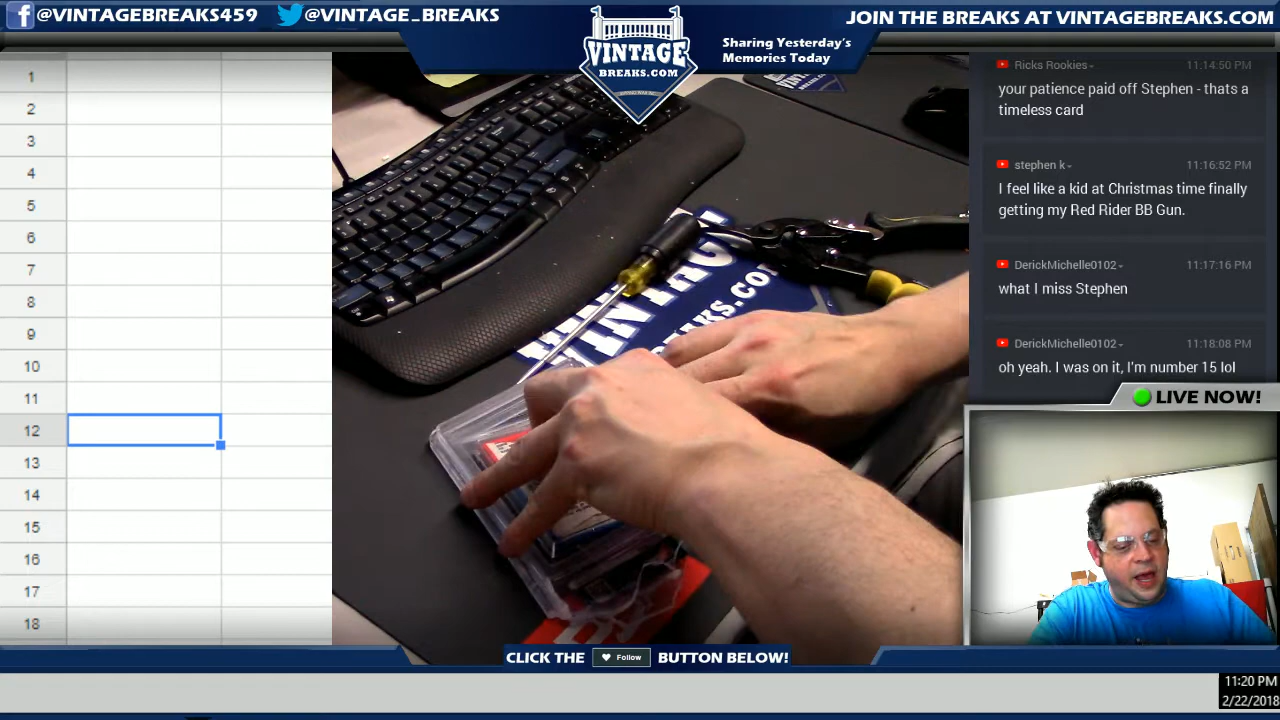 @VINTAGEBREAKS459
@VINTAGE_BREAKS
VINTAGE
BREAKS.COM
Sharing Yesterday's
Memories Today
JOIN THE BREAKS AT VINTAGEBREAKS.COM
1
2
3
4
5
6
7
8
9
10
11
12
13
14
15
16
17
18
Ricks Rookies 11:14:50 PM
your patience paid off Stephen - thats a
timeless card
stephen k 11:16:52 PM
I feel like a kid at Christmas time finally
getting my Red Rider BB Gun.
DerickMichelle0102 11:17:16 PM
what I miss Stephen
DerickMichelle0102 11:18:08 PM
oh yeah. I was on it, I'm number 15 lol
LIVE NOW!
CLICK THE Follow BUTTON BELOW!
11:20 PM
2/22/2018